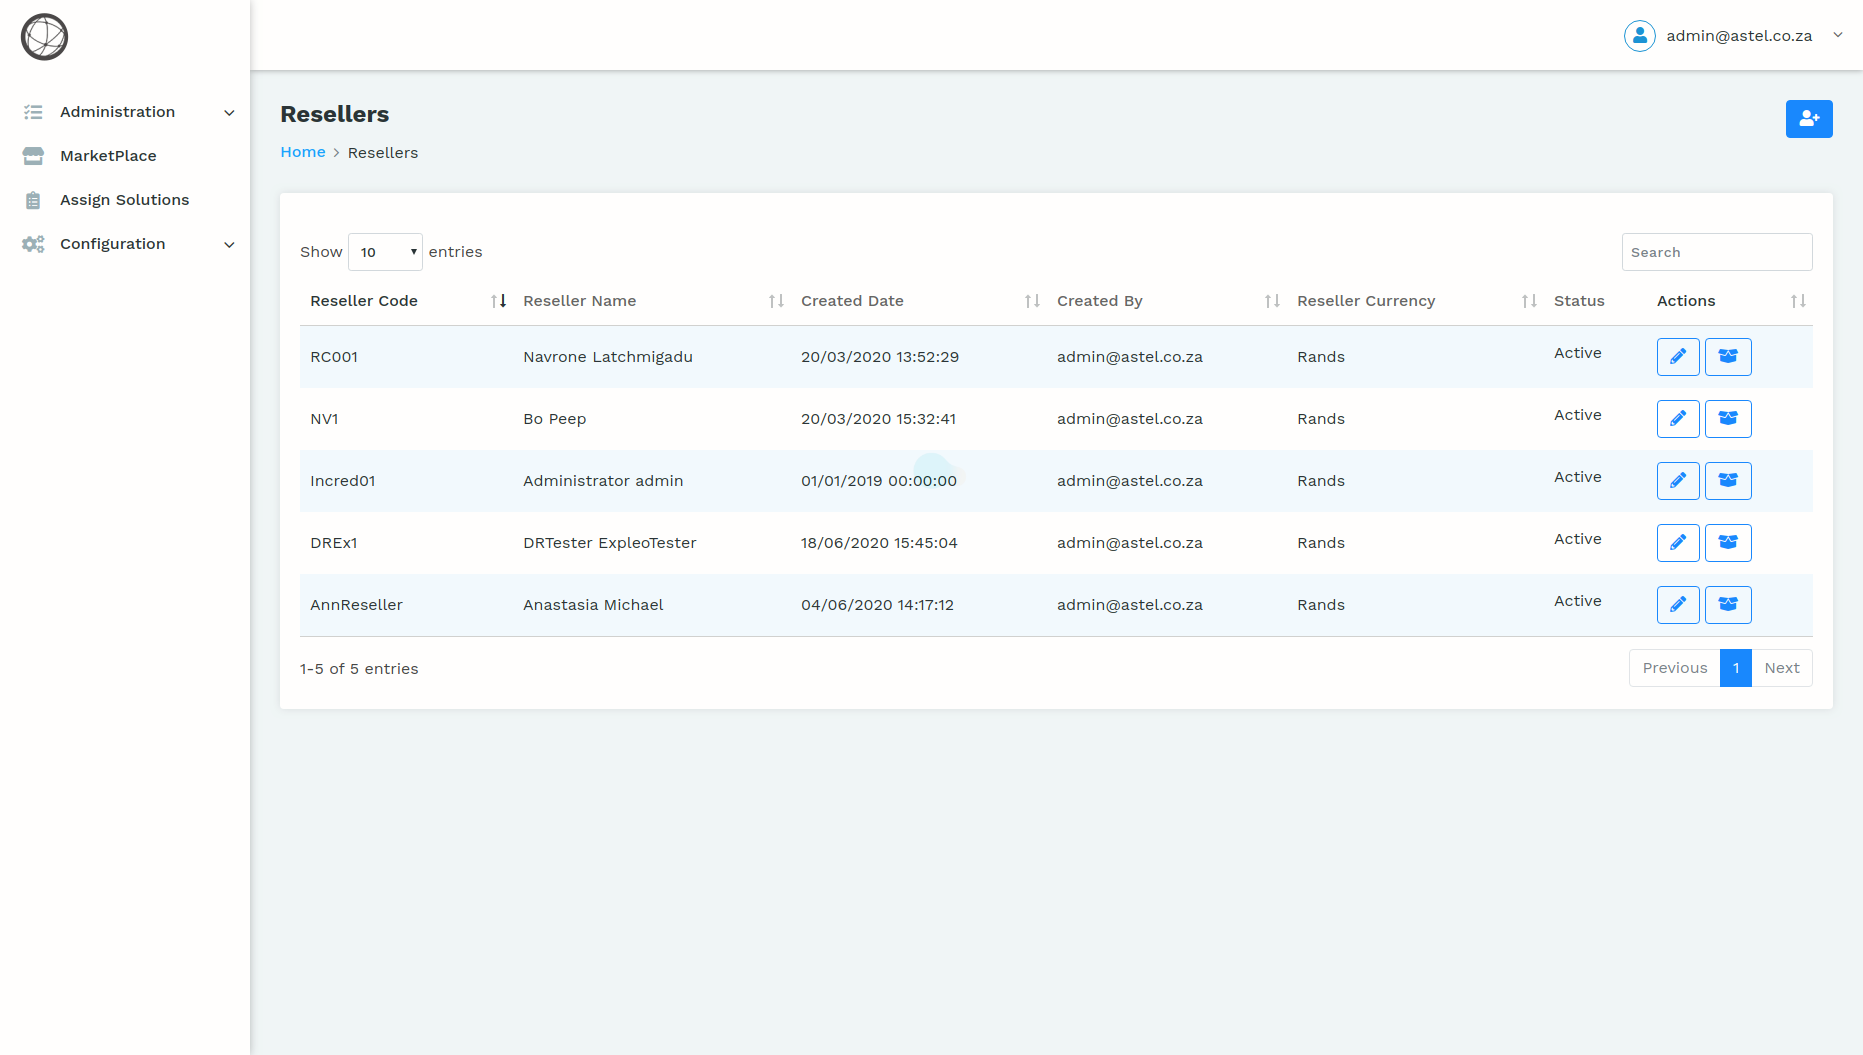 admin@astel.co.za
Administration
MarketPlace
Assign Solutions
Configuration
Resellers
Home > Resellers
Show 10 entries
Search
Reseller Code Reseller Name Created Date Created By Reseller Currency Status Actions
RC001 Navrone Latchmigadu 20/03/2020 13:52:29 admin@astel.co.za Rands Active
NV1 Bo Peep 20/03/2020 15:32:41 admin@astel.co.za Rands Active
Incred01 Administrator admin 01/01/2019 00:00:00 admin@astel.co.za Rands Active
DREx1 DRTester ExpleoTester 18/06/2020 15:45:04 admin@astel.co.za Rands Active
AnnReseller Anastasia Michael 04/06/2020 14:17:12 admin@astel.co.za Rands Active
1-5 of 5 entries
Previous 1 Next